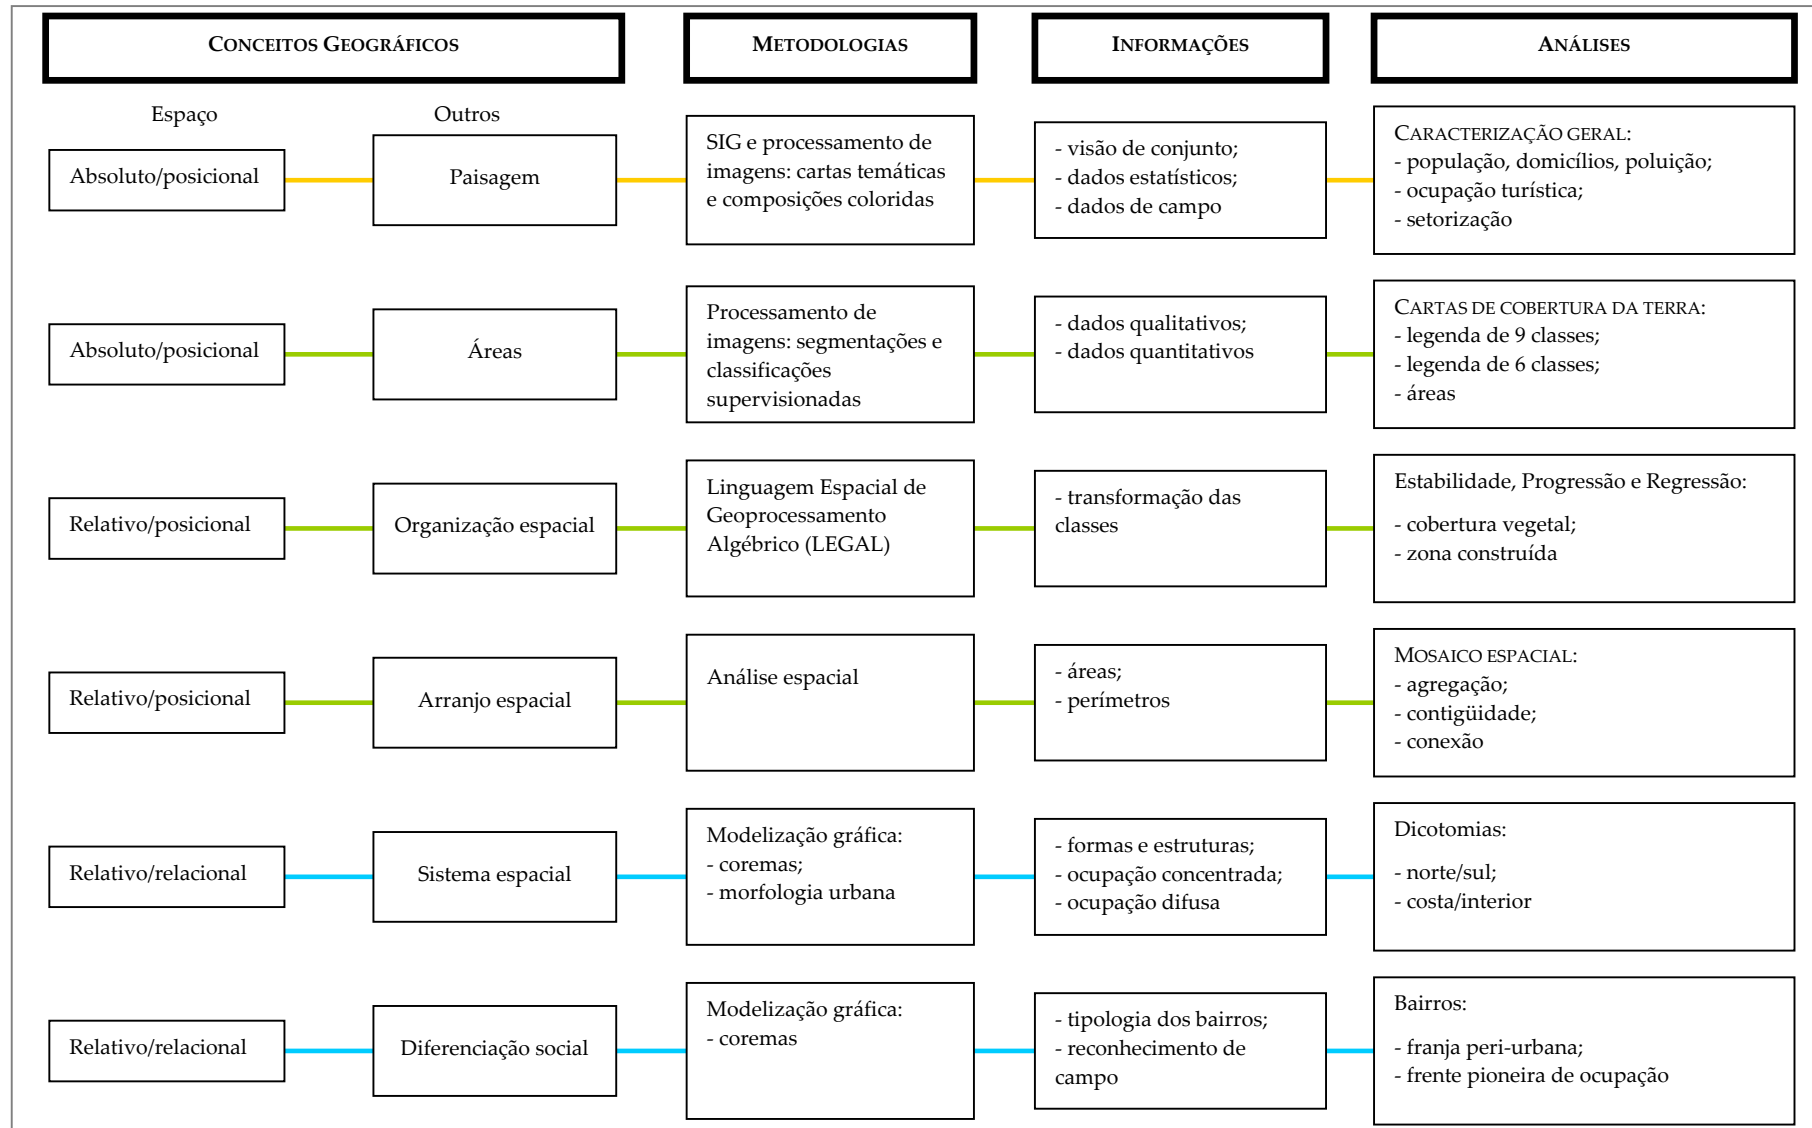 CONCEITOS GEOGRÁFICOS
METODOLOGIAS
INFORMAÇÕES
ANÁLISES
Espaço
Outros
Absoluto/posicional
Paisagem
SIG e processamento de
imagens: cartas temáticas
e composições coloridas
- visão de conjunto;
- dados estatísticos;
- dados de campo
CARACTERIZAÇÃO GERAL:
- população, domicílios, poluição;
- ocupação turística;
- setorização
Absoluto/posicional
Áreas
Processamento de
imagens: segmentações e
classificações
supervisionadas
- dados qualitativos;
- dados quantitativos
CARTAS DE COBERTURA DA TERRA:
- legenda de 9 classes;
- legenda de 6 classes;
- áreas
Relativo/posicional
Organização espacial
Linguagem Espacial de
Geoprocessamento
Algébrico (LEGAL)
- transformação das
classes
Estabilidade, Progressão e Regressão:
- cobertura vegetal;
- zona construída
Relativo/posicional
Arranjo espacial
Análise espacial
- áreas;
- perímetros
MOSAICO ESPACIAL:
- agregação;
- contigüidade;
- conexão
Relativo/relacional
Sistema espacial
Modelização gráfica:
- coremas;
- morfologia urbana
- formas e estruturas;
- ocupação concentrada;
- ocupação difusa
Dicotomias:
- norte/sul;
- costa/interior
Relativo/relacional
Diferenciação social
Modelização gráfica:
- coremas
- tipologia dos bairros;
- reconhecimento de
campo
Bairros:
- franja peri-urbana;
- frente pioneira de ocupação